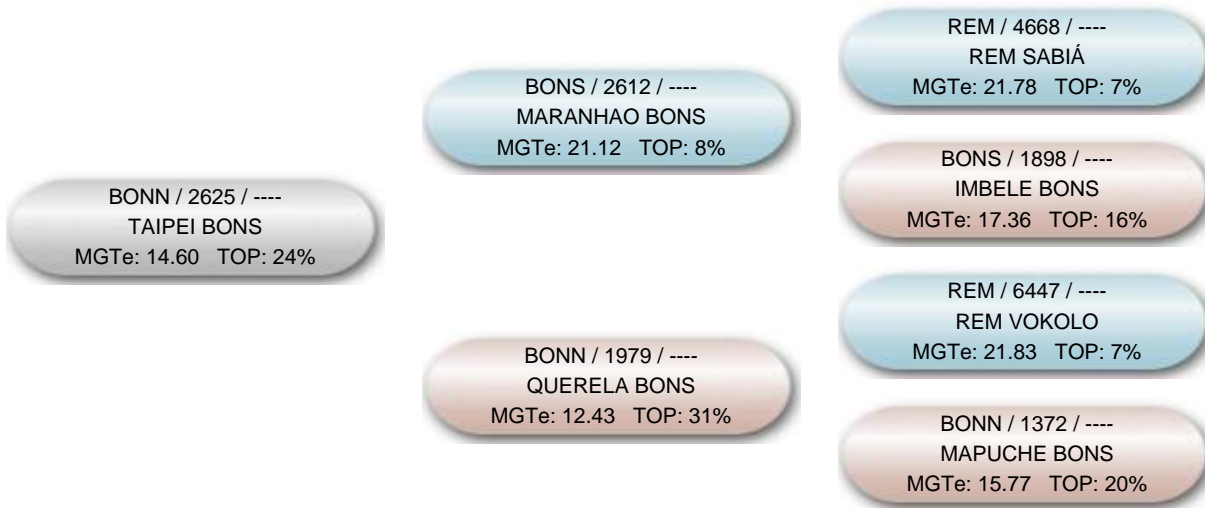 BONN / 2625 / ----
TAIPEI BONS
MGTe: 14.60 TOP: 24%
BONS / 2612 / ----
MARANHAO BONS
MGTe: 21.12 TOP: 8%
BONN / 1979 / ----
QUERELA BONS
MGTe: 12.43 TOP: 31%
REM / 4668 / ----
REM SABIÁ
MGTe: 21.78 TOP: 7%
BONS / 1898 / ----
IMBELE BONS
MGTe: 17.36 TOP: 16%
REM / 6447 / ----
REM VOKOLO
MGTe: 21.83 TOP: 7%
BONN / 1372 / ----
MAPUCHE BONS
MGTe: 15.77 TOP: 20%